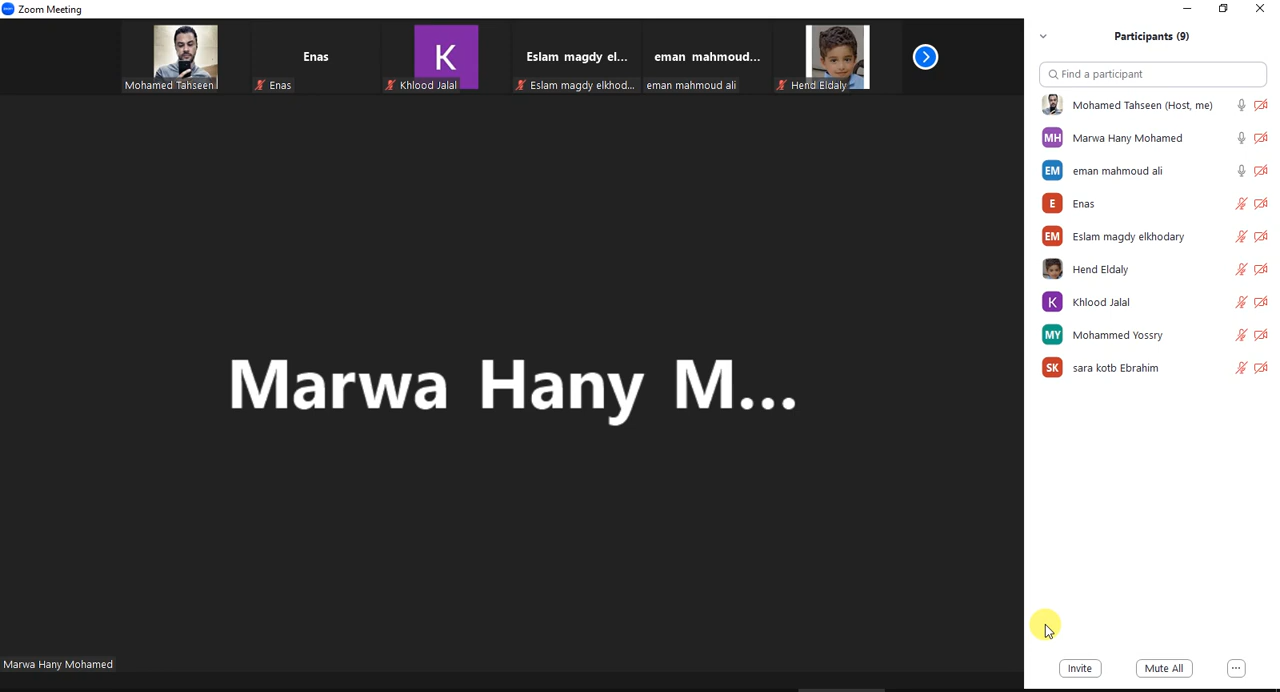 Zoom Meeting
Enas
Eslam magdy el...
eman mahmoud...
K
Mohamed Tahseen
Enas
Khlood Jalal
Eslam magdy elkhod...
eman mahmoud ali
Hend Eldaly
Marwa Hany M...
Marwa Hany Mohamed
Participants (9)
Find a participant
Mohamed Tahseen (Host, me)
MH Marwa Hany Mohamed
EM eman mahmoud ali
E Enas
EM Eslam magdy elkhodary
Hend Eldaly
K Khlood Jalal
MY Mohammed Yossry
SK sara kotb Ebrahim
Invite
Mute All
...